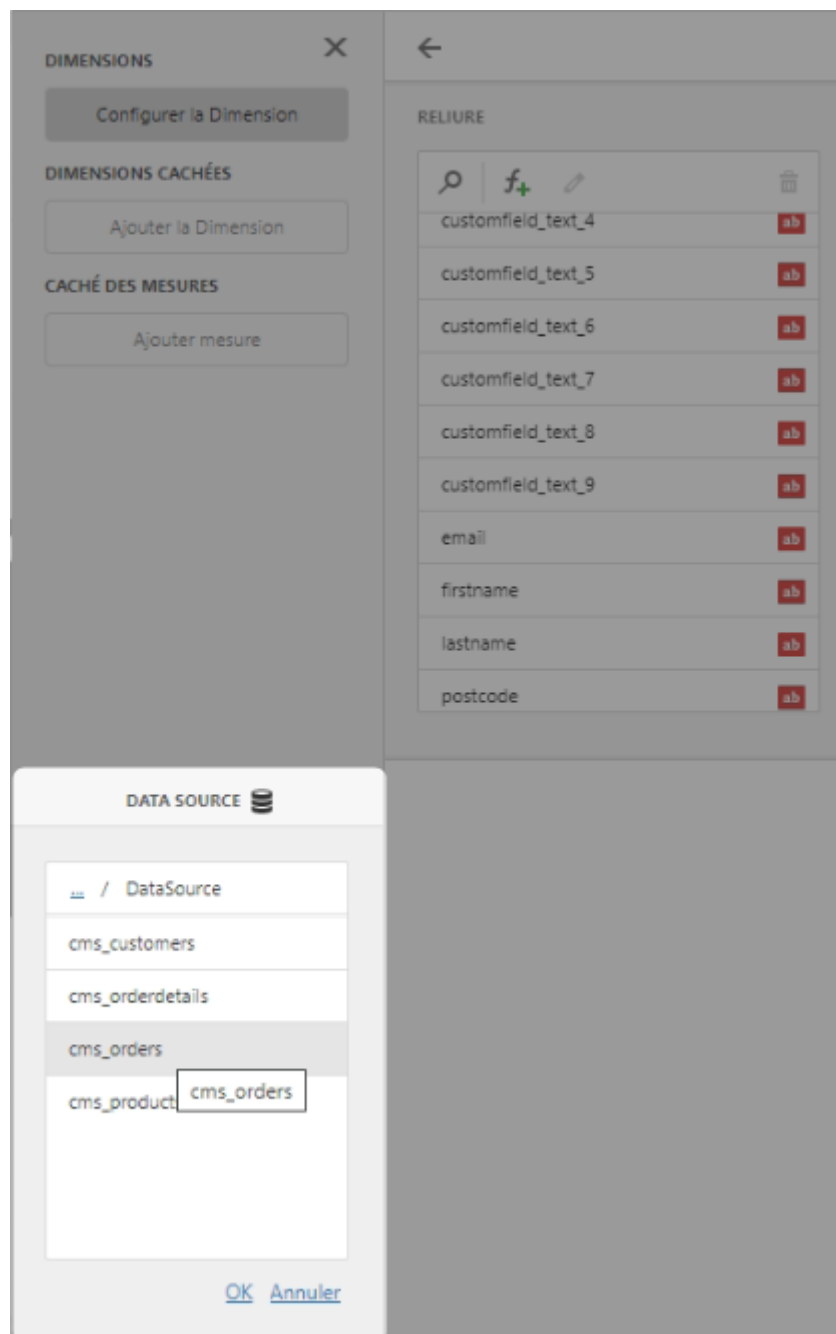 DIMENSIONS
Configurer la Dimension
DIMENSIONS CACHÉES
Ajouter la Dimension
CACHÉ DES MESURES
Ajouter mesure
RELIURE
customfield_text_4 ab
customfield_text_5 ab
customfield_text_6 ab
customfield_text_7 ab
customfield_text_8 ab
customfield_text_9 ab
email ab
firstname ab
lastname ab
postcode ab
DATA SOURCE
... / DataSource
cms_customers
cms_orderdetails
cms_orders
cms_orders
cms_product
OK Annuler